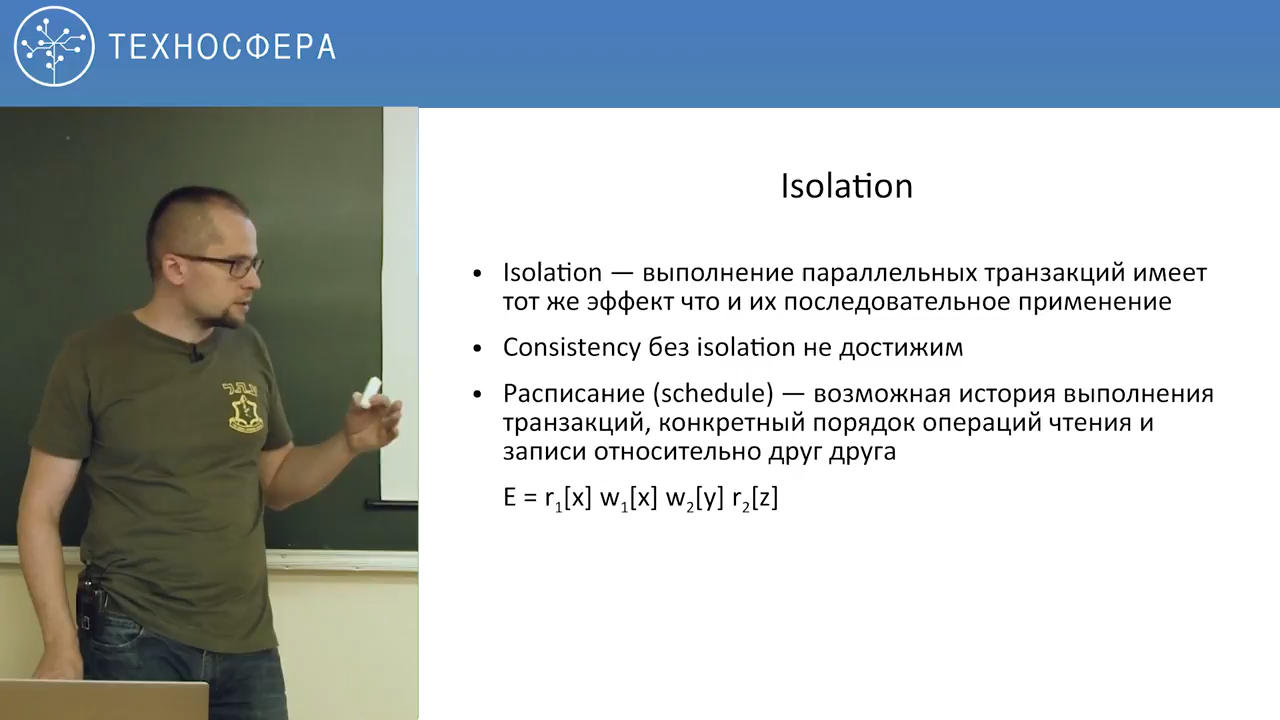 ТЕХНОСФЕРА
Isolation
• Isolation — выполнение параллельных транзакций имеет
тот же эффект что и их последовательное применение
• Consistency без isolation не достижим
• Расписание (schedule) — возможная история выполнения
транзакций, конкретный порядок операций чтения и
записи относительно друг друга
E = r₁[x] w₁[x] w₂[y] r₂[z]